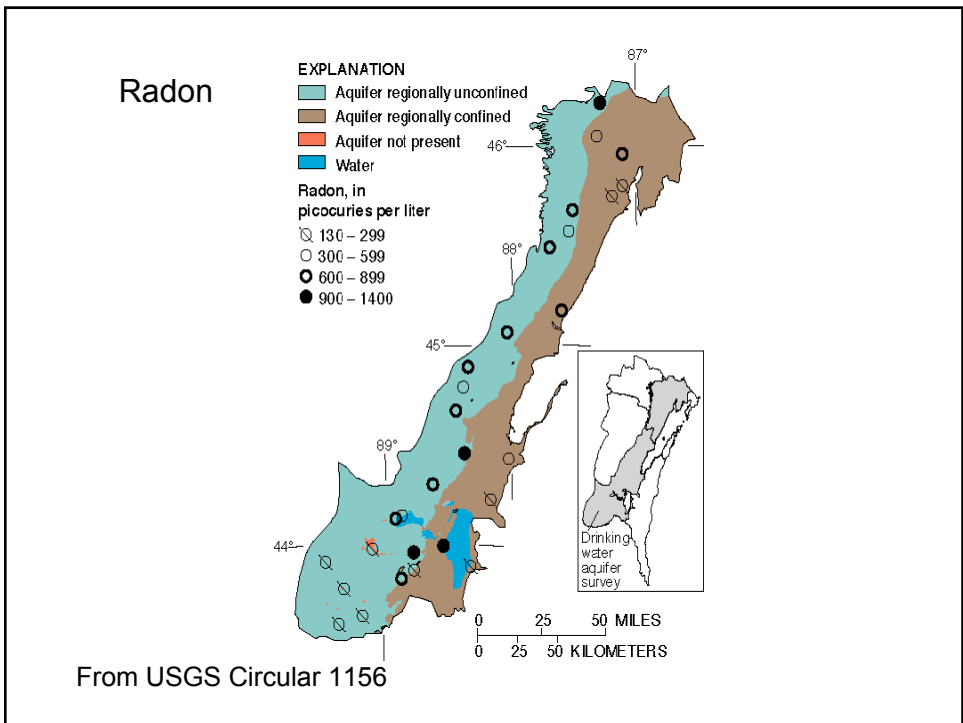 Radon
EXPLANATION
Aquifer regionally unconfined
Aquifer regionally confined
Aquifer not present
Water
Radon, in
picocuries per liter
130 – 299
300 – 599
600 – 899
900 – 1400
87°
46°
88°
45°
89°
44°
Drinking
water
aquifer
survey
0 25 50 MILES
0 25 50 KILOMETERS
From USGS Circular 1156